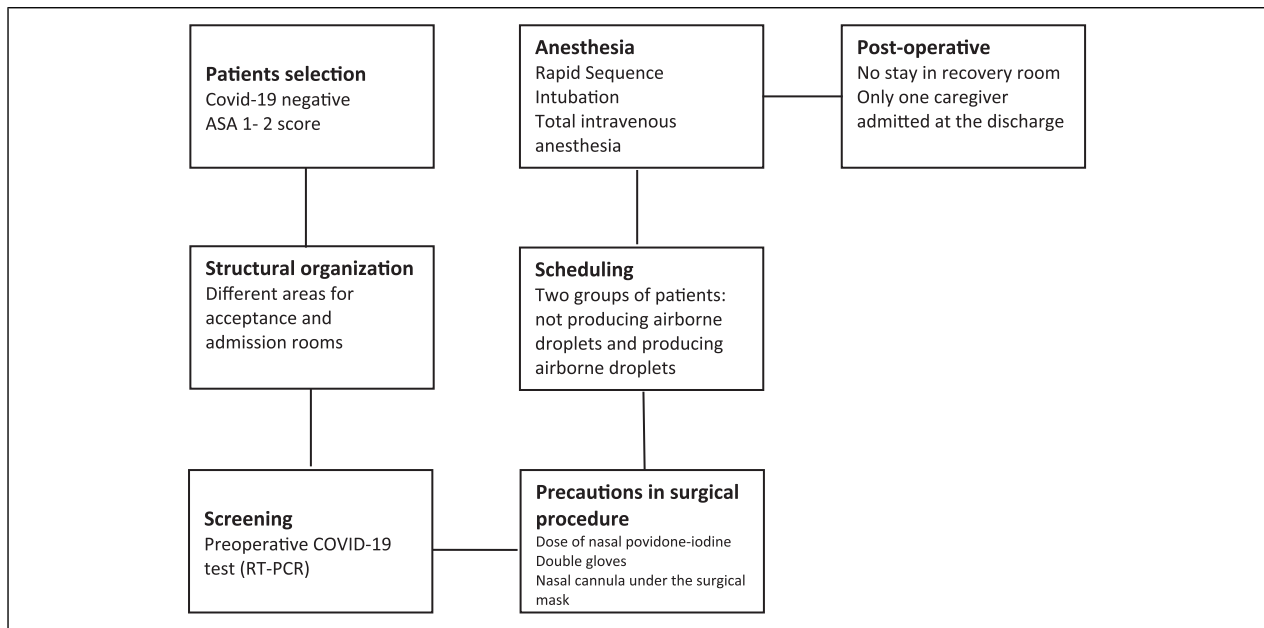 Patients selection
Covid-19 negative
ASA 1- 2 score
Structural organization
Different areas for
acceptance and
admission rooms
Screening
Preoperative COVID-19
test (RT-PCR)
Precautions in surgical
procedure
Dose of nasal povidone-iodine
Double gloves
Nasal cannula under the surgical
mask
Scheduling
Two groups of patients:
not producing airborne
droplets and producing
airborne droplets
Anesthesia
Rapid Sequence
Intubation
Total intravenous
anesthesia
Post-operative
No stay in recovery room
Only one caregiver
admitted at the discharge